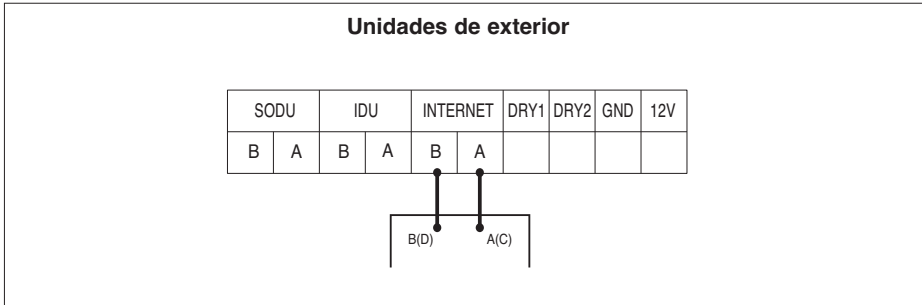 Unidades de exterior
SODU IDU INTERNET DRY1 DRY2 GND 12V
B A B A B A
B(D) A(C)